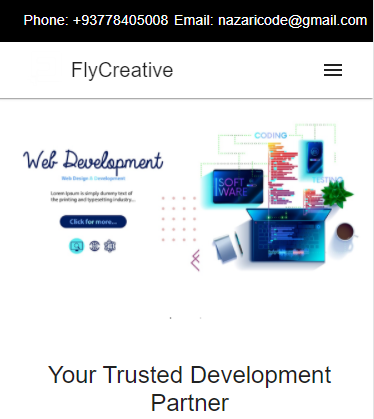 Phone: +93778405008 Email: nazaricode@gmail.com
FlyCreative
Web Development
Web Design & Development
Lorem Ipsum is simply dummy text of
the printing and typesetting industry...
Click for more...
CODING
SOFT
WARE
TESTING
Your Trusted Development
Partner